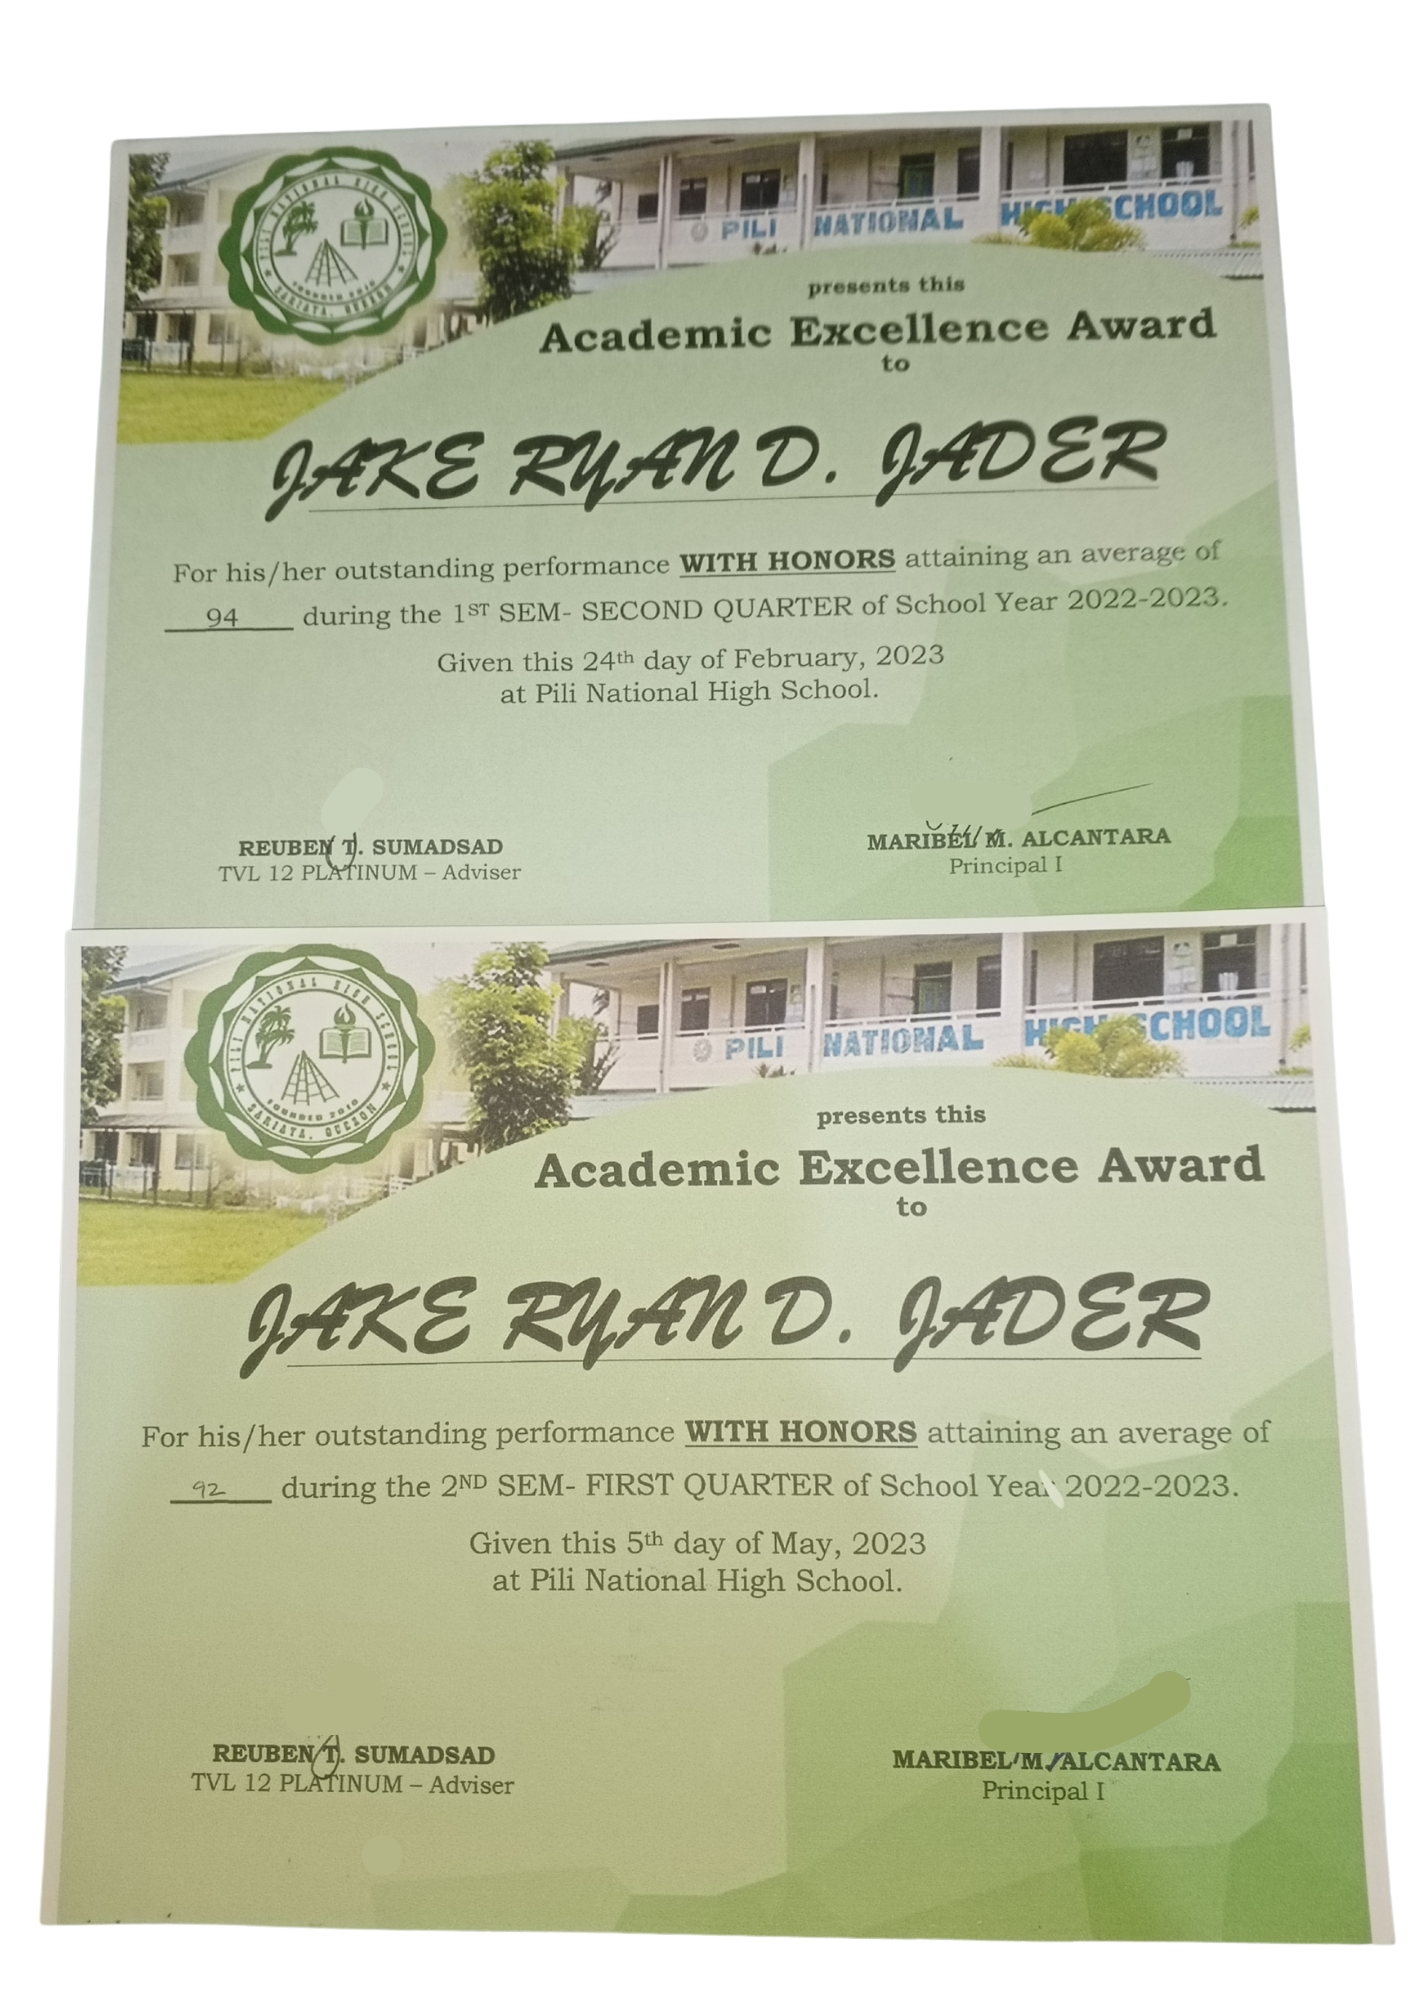 PILI NATIONAL HIGH SCHOOL
FOUNDED 2010
SARIAYA, QUEZON
PILI NATIONAL HIGH SCHOOL
presents this
Academic Excellence Award
to
JAKE RYAN D. JADER
For his/her outstanding performance WITH HONORS attaining an average of
94 during the 1ST SEM- SECOND QUARTER of School Year 2022-2023.
Given this 24th day of February, 2023
at Pili National High School.
REUBEN T. SUMADSAD
TVL 12 PLATINUM – Adviser
MARIBEL M. ALCANTARA
Principal I
PILI NATIONAL HIGH SCHOOL
FOUNDED 2010
SARIAYA, QUEZON
PILI NATIONAL HIGH SCHOOL
presents this
Academic Excellence Award
to
JAKE RYAN D. JADER
For his/her outstanding performance WITH HONORS attaining an average of
92 during the 2ND SEM- FIRST QUARTER of School Year 2022-2023.
Given this 5th day of May, 2023
at Pili National High School.
REUBEN T. SUMADSAD
TVL 12 PLATINUM – Adviser
MARIBEL M. ALCANTARA
Principal I